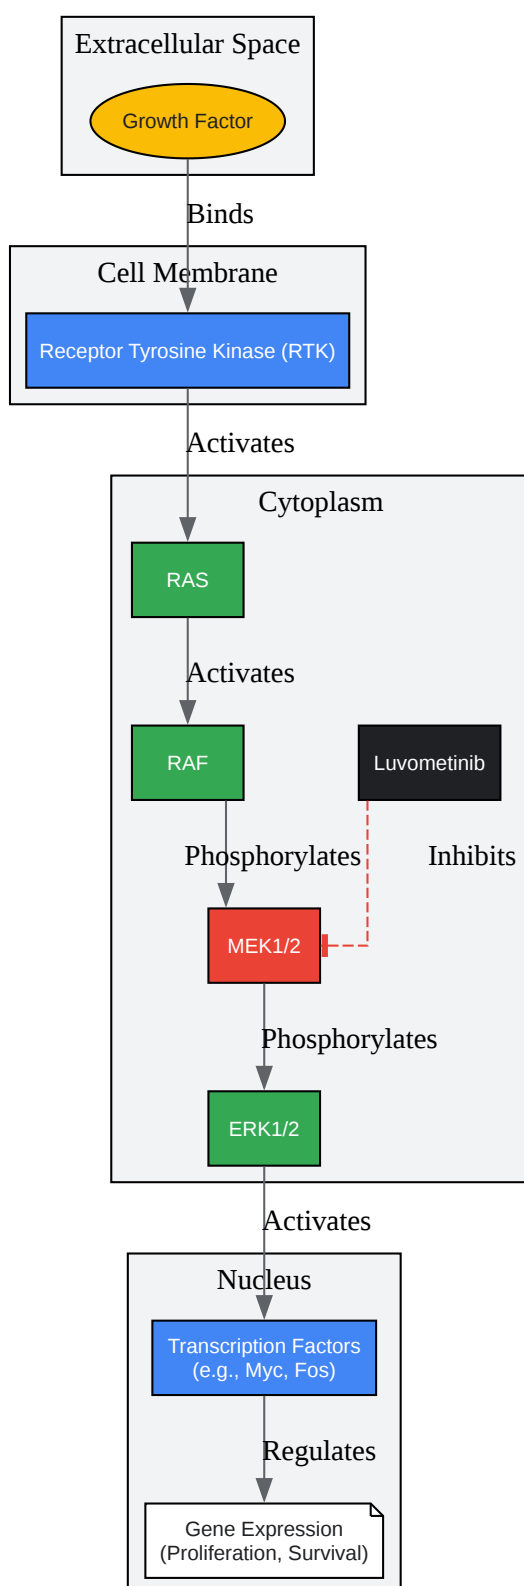 Extracellular Space
Growth Factor
Binds
Cell Membrane
Receptor Tyrosine Kinase (RTK)
Activates
Cytoplasm
RAS
Activates
RAF
Luvometinib
Phosphorylates
Inhibits
MEK1/2
Phosphorylates
ERK1/2
Activates
Nucleus
Transcription Factors
(e.g., Myc, Fos)
Regulates
Gene Expression
(Proliferation, Survival)